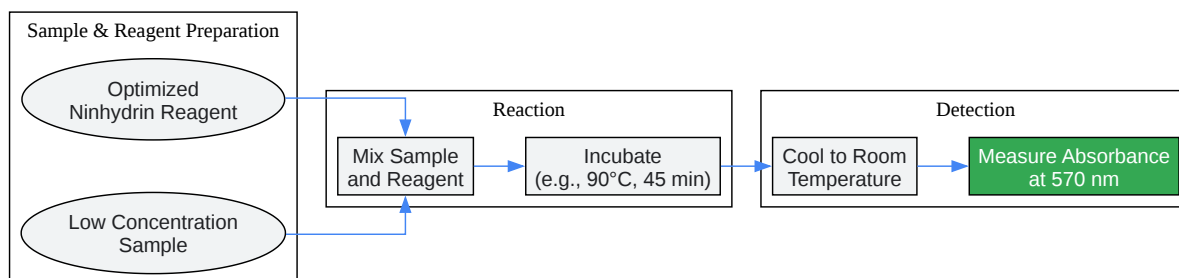 Sample & Reagent Preparation
Optimized
Ninhydrin Reagent
Low Concentration
Sample
Reaction
Mix Sample
and Reagent
Incubate
(e.g., 90°C, 45 min)
Detection
Cool to Room
Temperature
Measure Absorbance
at 570 nm